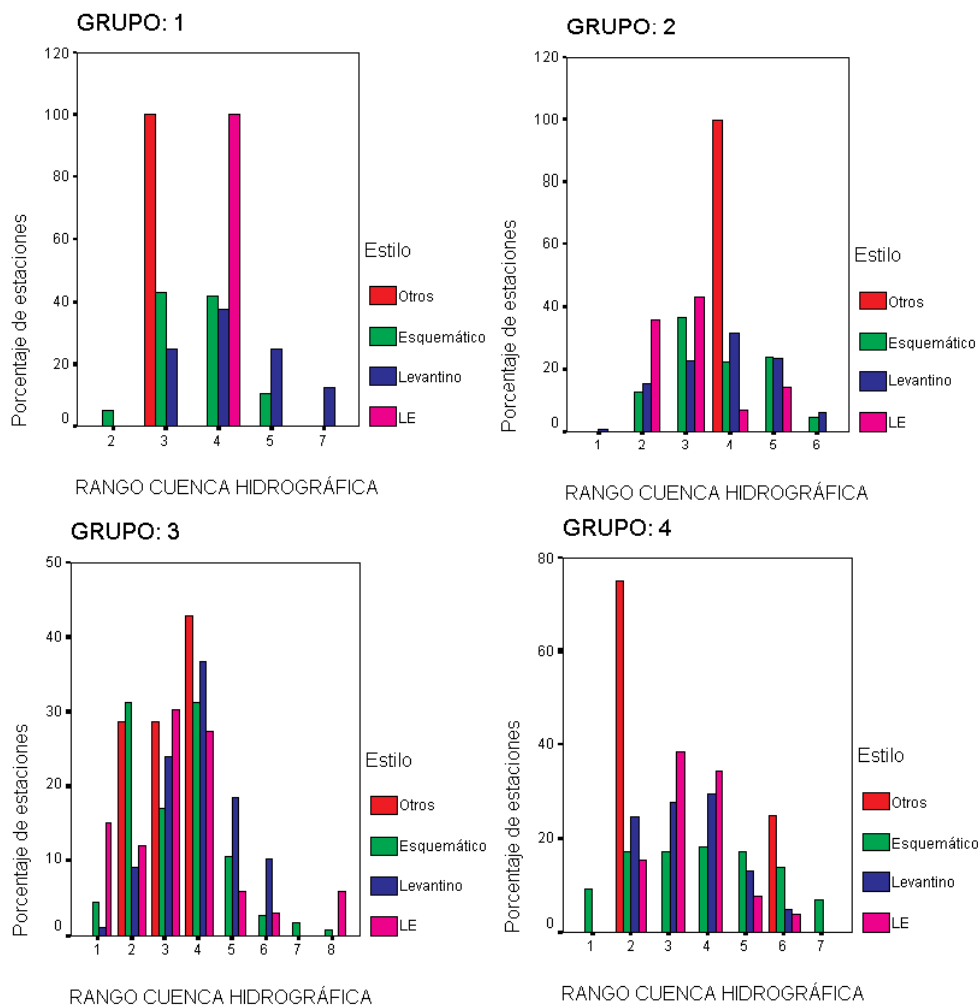 GRUPO: 1
120
100
80
60
40
20
0
Porcentaje de estaciones
2 3 4 5 7
RANGO CUENCA HIDROGRÁFICA
Estilo
Otros
Esquemático
Levantino
LE
GRUPO: 2
120
100
80
60
40
20
0
Porcentaje de estaciones
1 2 3 4 5 6
RANGO CUENCA HIDROGRÁFICA
Estilo
Otros
Esquemático
Levantino
LE
GRUPO: 3
50
40
30
20
10
0
Porcentaje de estaciones
1 2 3 4 5 6 7 8
RANGO CUENCA HIDROGRÁFICA
Estilo
Otros
Esquemático
Levantino
LE
GRUPO: 4
80
60
40
20
0
Porcentaje de estaciones
1 2 3 4 5 6 7
RANGO CUENCA HIDROGRÁFICA
Estilo
Otros
Esquemático
Levantino
LE